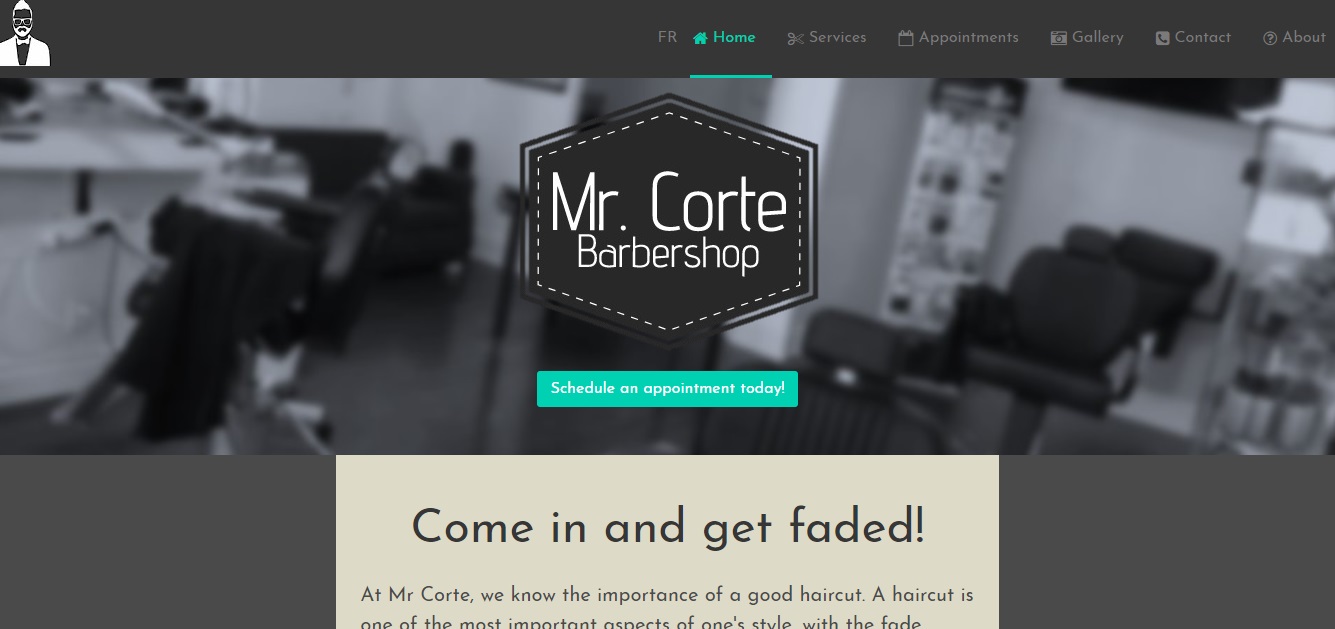 FR Home Services Appointments Gallery Contact About
Mr. Corte
Barbershop
Schedule an appointment today!
Come in and get faded!
At Mr Corte, we know the importance of a good haircut. A haircut is
one of the most important aspects of one's style, with the fade